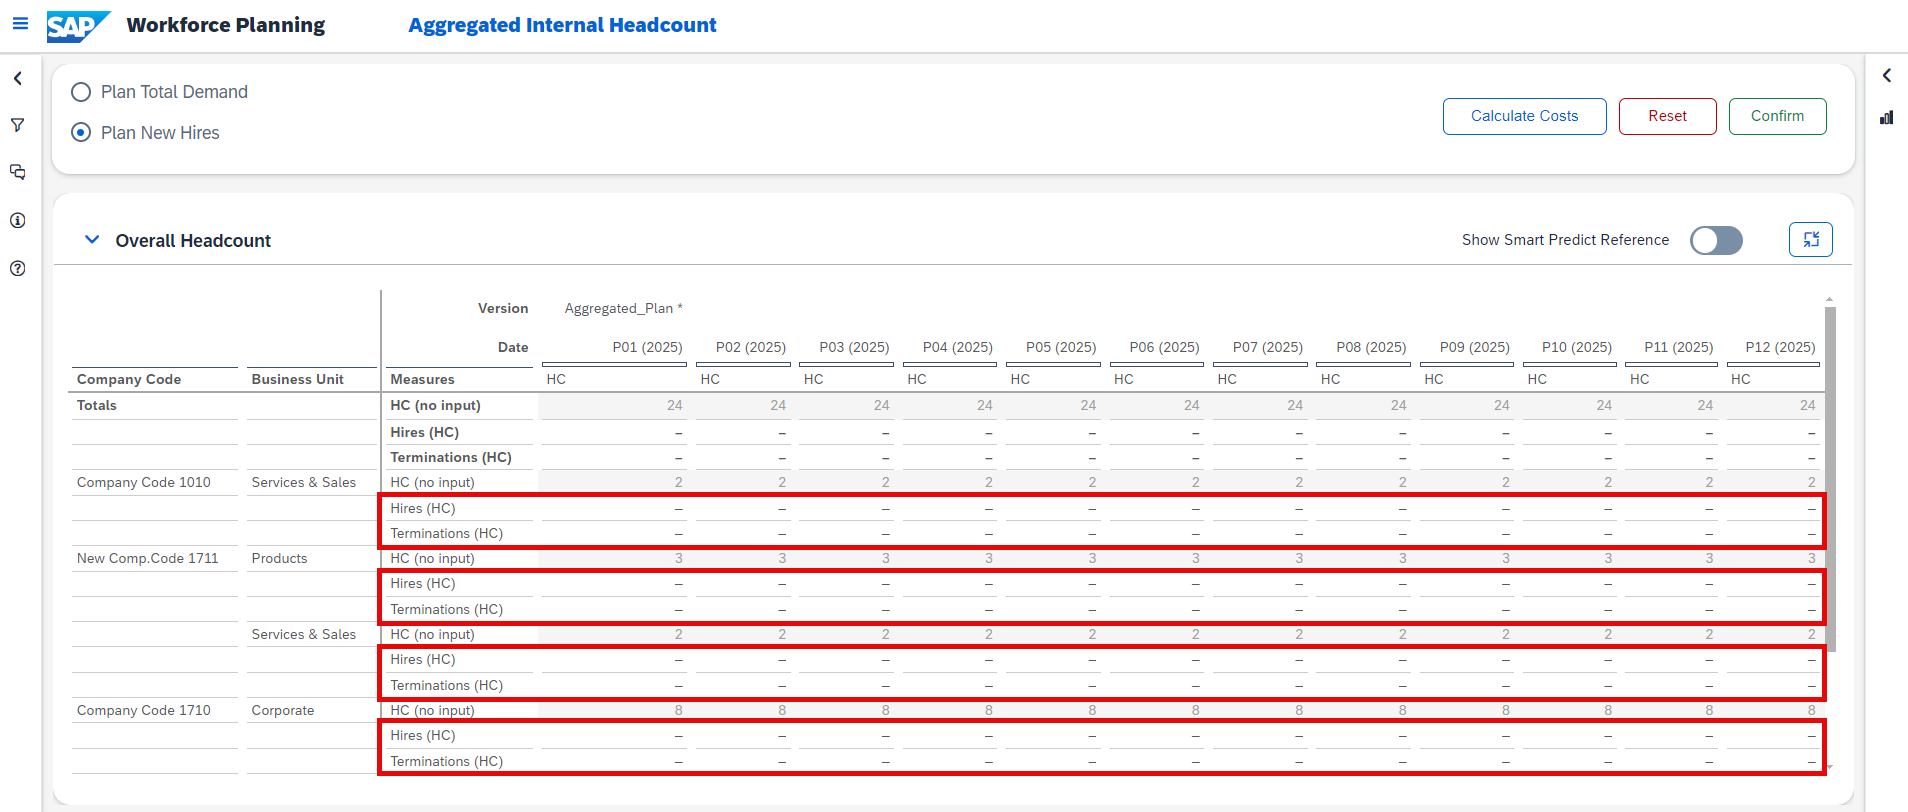 SAP Workforce Planning Aggregated Internal Headcount
Plan Total Demand
Plan New Hires
Calculate Costs Reset Confirm
Overall Headcount Show Smart Predict Reference
Version Aggregated_Plan *
Date P01 (2025) P02 (2025) P03 (2025) P04 (2025) P05 (2025) P06 (2025) P07 (2025) P08 (2025) P09 (2025) P10 (2025) P11 (2025) P12 (2025)
Company Code Business Unit Measures HC HC HC HC HC HC HC HC HC HC HC HC
Totals HC (no input) 24 24 24 24 24 24 24 24 24 24 24 24
Hires (HC) – – – – – – – – – – – –
Terminations (HC) – – – – – – – – – – – –
Company Code 1010 Services & Sales HC (no input) 2 2 2 2 2 2 2 2 2 2 2 2
Hires (HC) – – – – – – – – – – – –
Terminations (HC) – – – – – – – – – – – –
New Comp.Code 1711 Products HC (no input) 3 3 3 3 3 3 3 3 3 3 3 3
Hires (HC) – – – – – – – – – – – –
Terminations (HC) – – – – – – – – – – – –
Services & Sales HC (no input) 2 2 2 2 2 2 2 2 2 2 2 2
Hires (HC) – – – – – – – – – – – –
Terminations (HC) – – – – – – – – – – – –
Company Code 1710 Corporate HC (no input) 8 8 8 8 8 8 8 8 8 8 8 8
Hires (HC) – – – – – – – – – – – –
Terminations (HC) – – – – – – – – – – – –